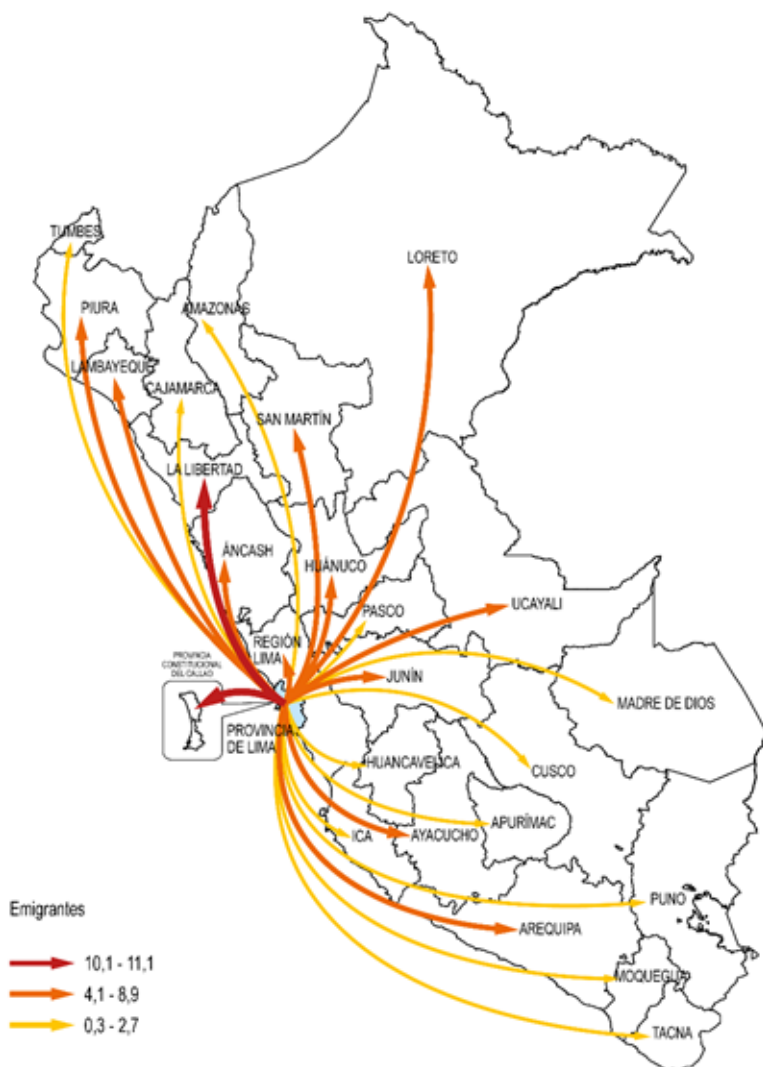 TUMBES
LORETO
PIURA
AMAZONAS
LAMBAYEQUE
CAJAMARCA
SAN MARTÍN
LA LIBERTAD
ÁNCASH
HUÁNUCO
PASCO
UCAYALI
REGIÓN
LIMA
PROVINCIA
CONSTITUCIONAL
DEL CALLAO
JUNÍN
MADRE DE DIOS
PROVINCIA
DE LIMA
HUANCAVELICA
CUSCO
ICA
AYACUCHO
APURÍMAC
PUNO
AREQUIPA
MOQUEGUA
TACNA
Emigrantes
10,1 - 11,1
4,1 - 8,9
0,3 - 2,7